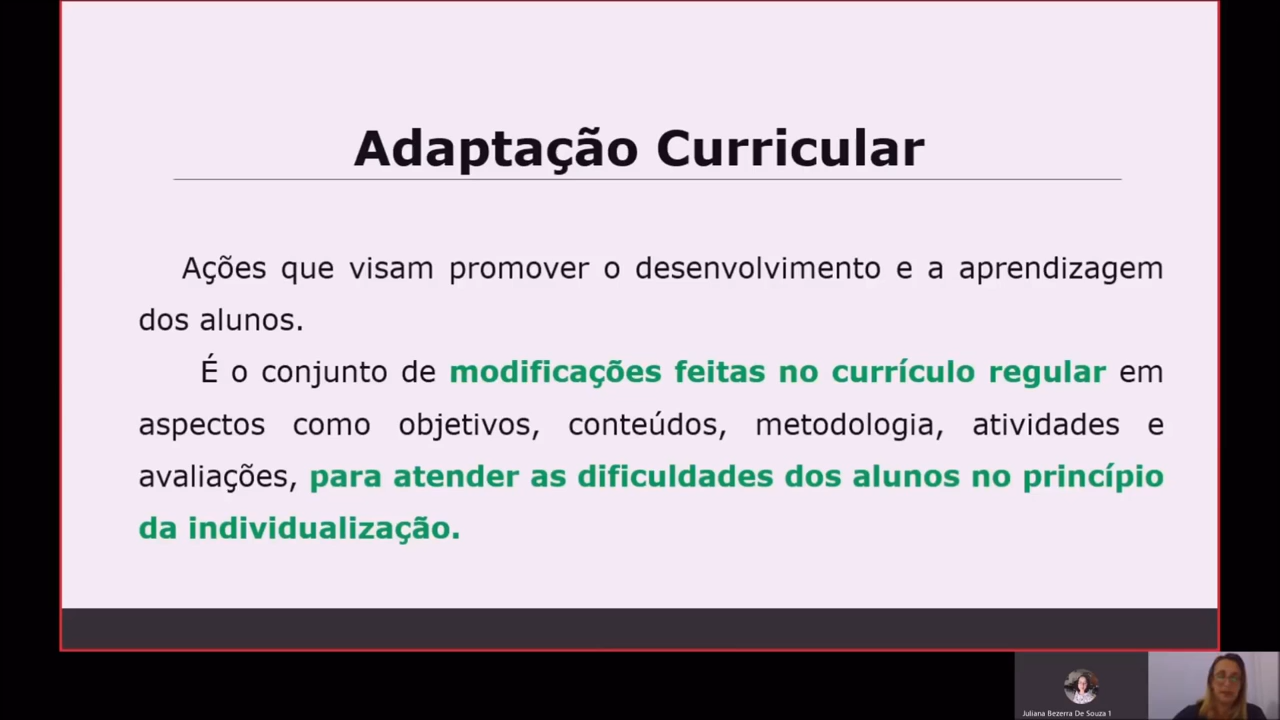 Adaptação Curricular
Ações que visam promover o desenvolvimento e a aprendizagem
dos alunos.
É o conjunto de modificações feitas no currículo regular em
aspectos como objetivos, conteúdos, metodologia, atividades e
avaliações, para atender as dificuldades dos alunos no princípio
da individualização.
Juliana Bezerra De Souza 1